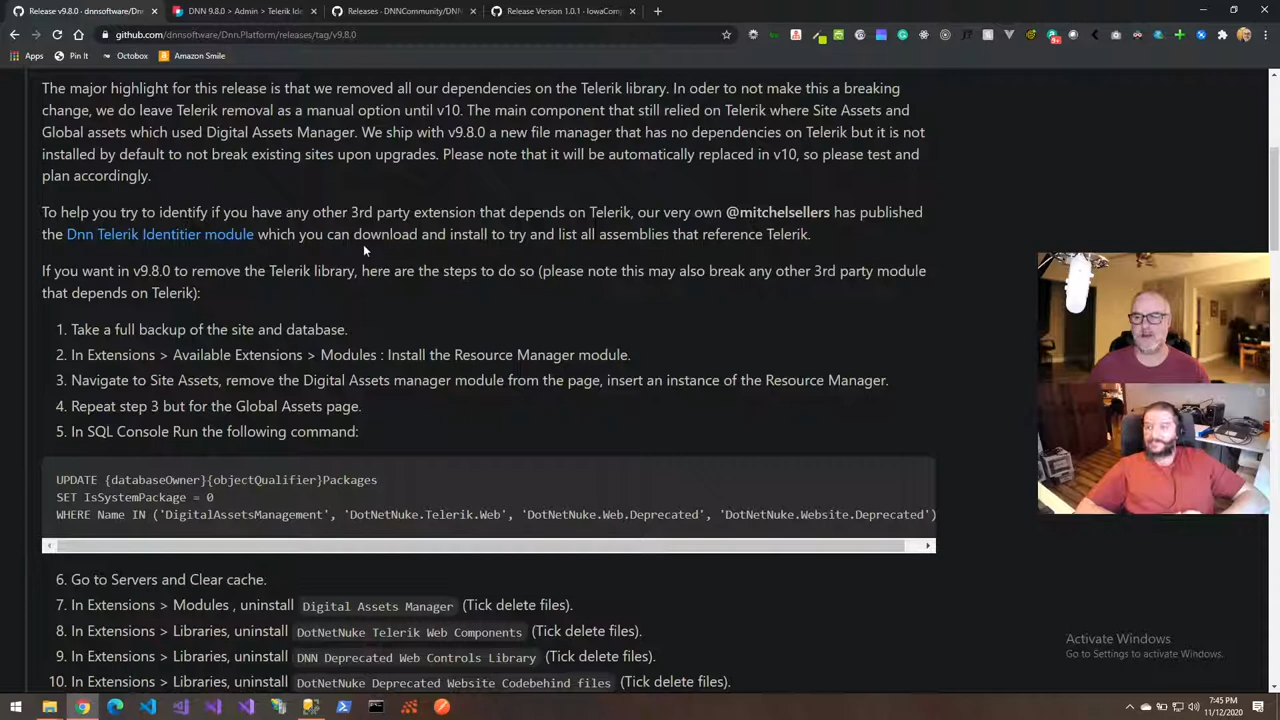 Release v9.8.0 · dnnsoftware/Dnn
DNN 9.8.0 > Admin > Telerik Ide
Releases · DNNCommunity/DNN
Release Version 1.0.1 · IowaComp
github.com/dnnsoftware/Dnn.Platform/releases/tag/v9.8.0
Apps
Pin It
Octobox
Amazon Smile
The major highlight for this release is that we removed all our dependencies on the Telerik library. In oder to not make this a breaking
change, we do leave Telerik removal as a manual option until v10. The main component that still relied on Telerik where Site Assets and
Global assets which used Digital Assets Manager. We ship with v9.8.0 a new file manager that has no dependencies on Telerik but it is not
installed by default to not break existing sites upon upgrades. Please note that it will be automatically replaced in v10, so please test and
plan accordingly.
To help you try to identify if you have any other 3rd party extension that depends on Telerik, our very own @mitchelsellers has published
the Dnn Telerik Identitier module which you can download and install to try and list all assemblies that reference Telerik.
If you want in v9.8.0 to remove the Telerik library, here are the steps to do so (please note this may also break any other 3rd party module
that depends on Telerik):
1. Take a full backup of the site and database.
2. In Extensions > Available Extensions > Modules : Install the Resource Manager module.
3. Navigate to Site Assets, remove the Digital Assets manager module from the page, insert an instance of the Resource Manager.
4. Repeat step 3 but for the Global Assets page.
5. In SQL Console Run the following command:
UPDATE {databaseOwner}{objectQualifier}Packages
SET IsSystemPackage = 0
WHERE Name IN ('DigitalAssetsManagement', 'DotNetNuke.Telerik.Web', 'DotNetNuke.Web.Deprecated', 'DotNetNuke.Website.Deprecated')
6. Go to Servers and Clear cache.
7. In Extensions > Modules , uninstall Digital Assets Manager (Tick delete files).
8. In Extensions > Libraries, uninstall DotNetNuke Telerik Web Components (Tick delete files).
9. In Extensions > Libraries, uninstall DNN Deprecated Web Controls Library (Tick delete files).
10. In Extensions > Libraries, uninstall DotNetNuke Deprecated Website Codebehind files (Tick delete files).
Activate Windows
Go to Settings to activate Windows.
7:45 PM
11/12/2020